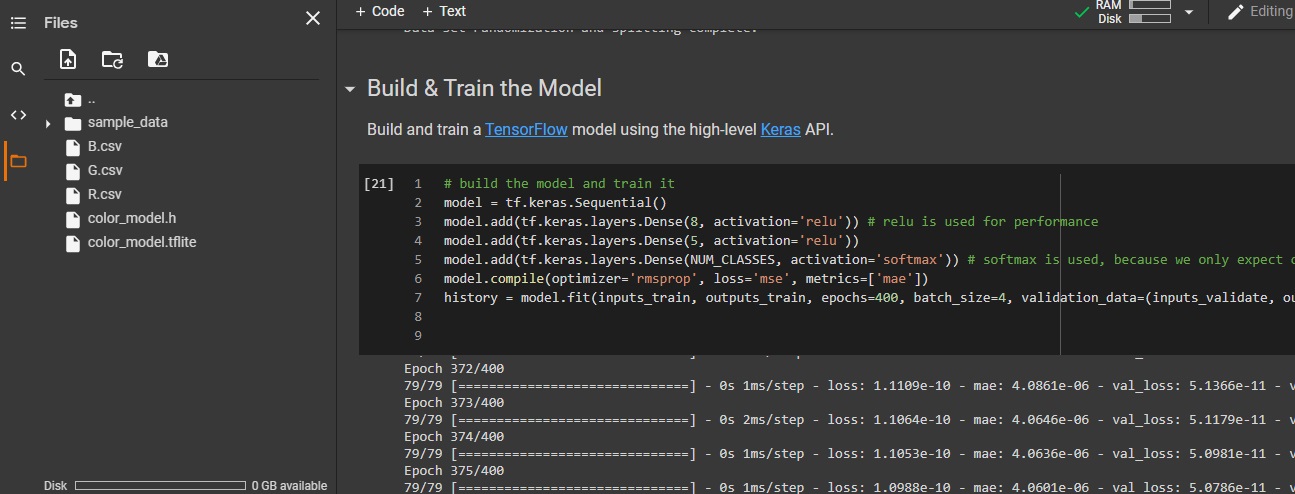 Files
+ Code + Text
RAM
Disk
Editing
..
sample_data
B.csv
G.csv
R.csv
color_model.h
color_model.tflite
Disk 0 GB available
Data set randomization and splitting complete.
Build & Train the Model
Build and train a TensorFlow model using the high-level Keras API.
[21]
1 # build the model and train it
2 model = tf.keras.Sequential()
3 model.add(tf.keras.layers.Dense(8, activation='relu')) # relu is used for performance
4 model.add(tf.keras.layers.Dense(5, activation='relu'))
5 model.add(tf.keras.layers.Dense(NUM_CLASSES, activation='softmax')) # softmax is used, because we only expect
6 model.compile(optimizer='rmsprop', loss='mse', metrics=['mae'])
7 history = model.fit(inputs_train, outputs_train, epochs=400, batch_size=4, validation_data=(inputs_validate,
8
9
Epoch 372/400
79/79 [==============================] - 0s 1ms/step - loss: 1.1109e-10 - mae: 4.0861e-06 - val_loss: 5.1366e-11 -
Epoch 373/400
79/79 [==============================] - 0s 2ms/step - loss: 1.1064e-10 - mae: 4.0646e-06 - val_loss: 5.1179e-11 -
Epoch 374/400
79/79 [==============================] - 0s 1ms/step - loss: 1.1053e-10 - mae: 4.0636e-06 - val_loss: 5.0981e-11 -
Epoch 375/400
79/79 [==============================] - 0s 1ms/step - loss: 1.0988e-10 - mae: 4.0601e-06 - val_loss: 5.0786e-11 -